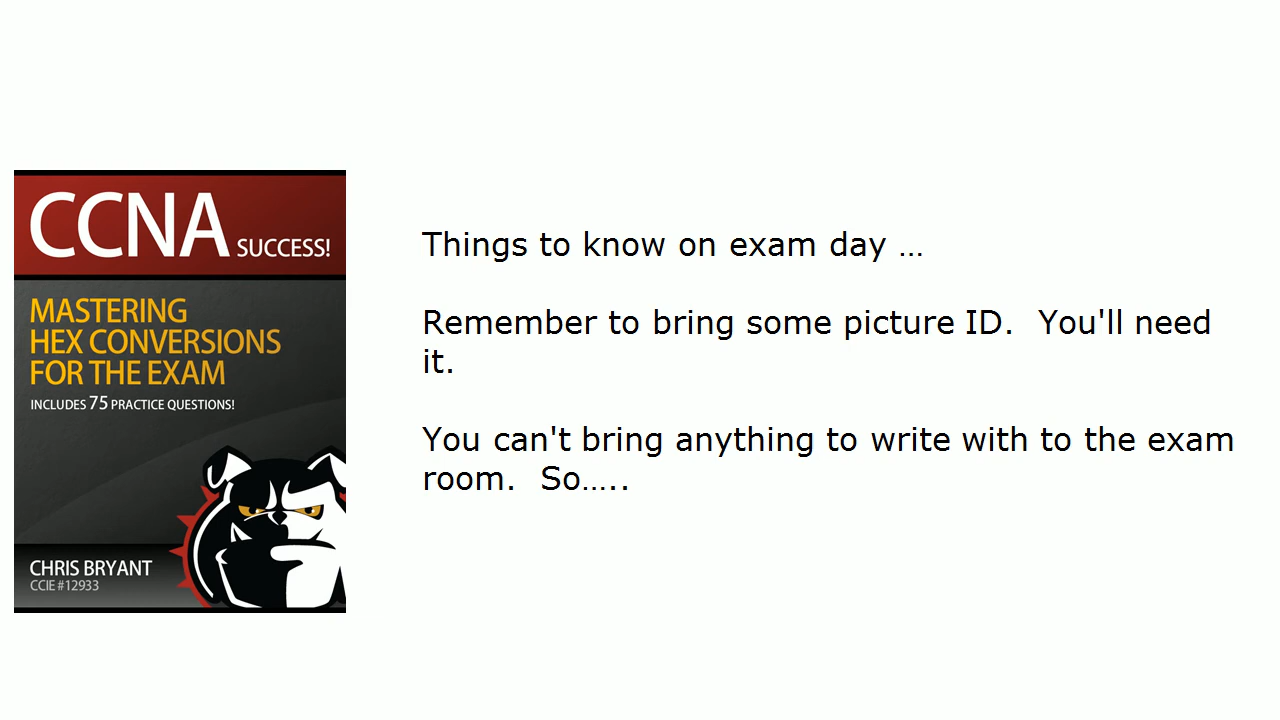 CCNA SUCCESS!
MASTERING
HEX CONVERSIONS
FOR THE EXAM
INCLUDES 75 PRACTICE QUESTIONS!
CHRIS BRYANT
CCIE #12933
Things to know on exam day …
Remember to bring some picture ID.  You'll need
it.
You can't bring anything to write with to the exam
room.  So…..